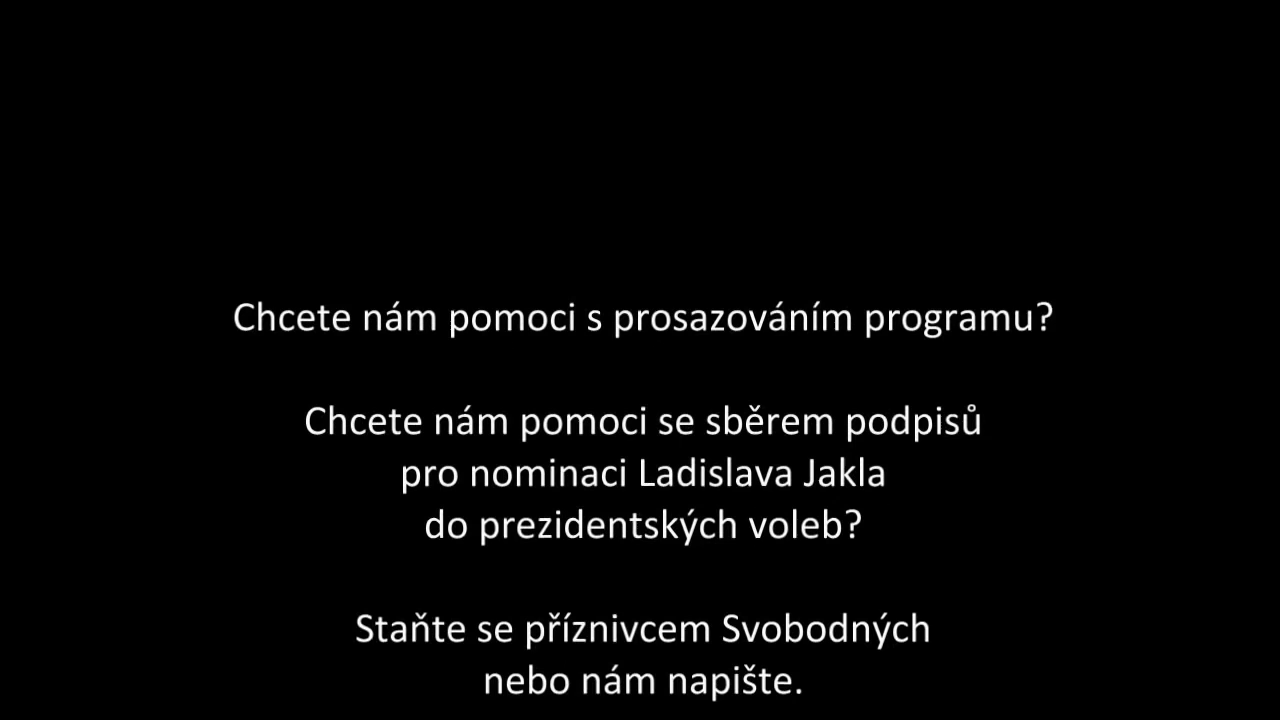 Chcete nám pomoci s prosazováním programu?
Chcete nám pomoci se sběrem podpisů
pro nominaci Ladislava Jakla
do prezidentských voleb?
Staňte se příznivcem Svobodných
nebo nám napište.